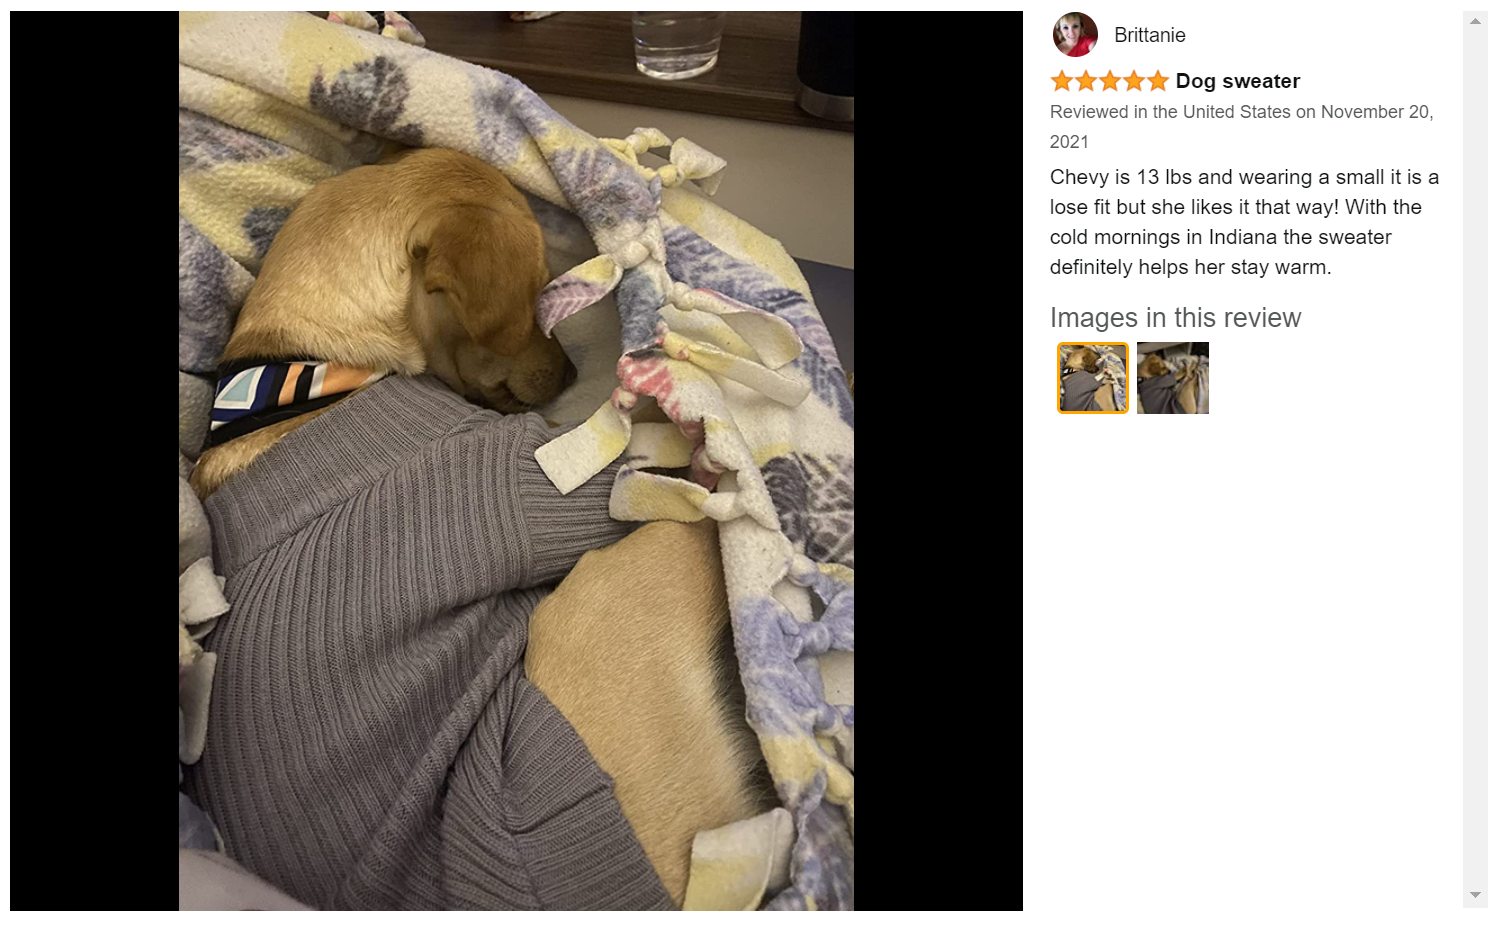 Brittanie
Dog sweater
Reviewed in the United States on November 20,
2021
Chevy is 13 lbs and wearing a small it is a
lose fit but she likes it that way! With the
cold mornings in Indiana the sweater
definitely helps her stay warm.
Images in this review